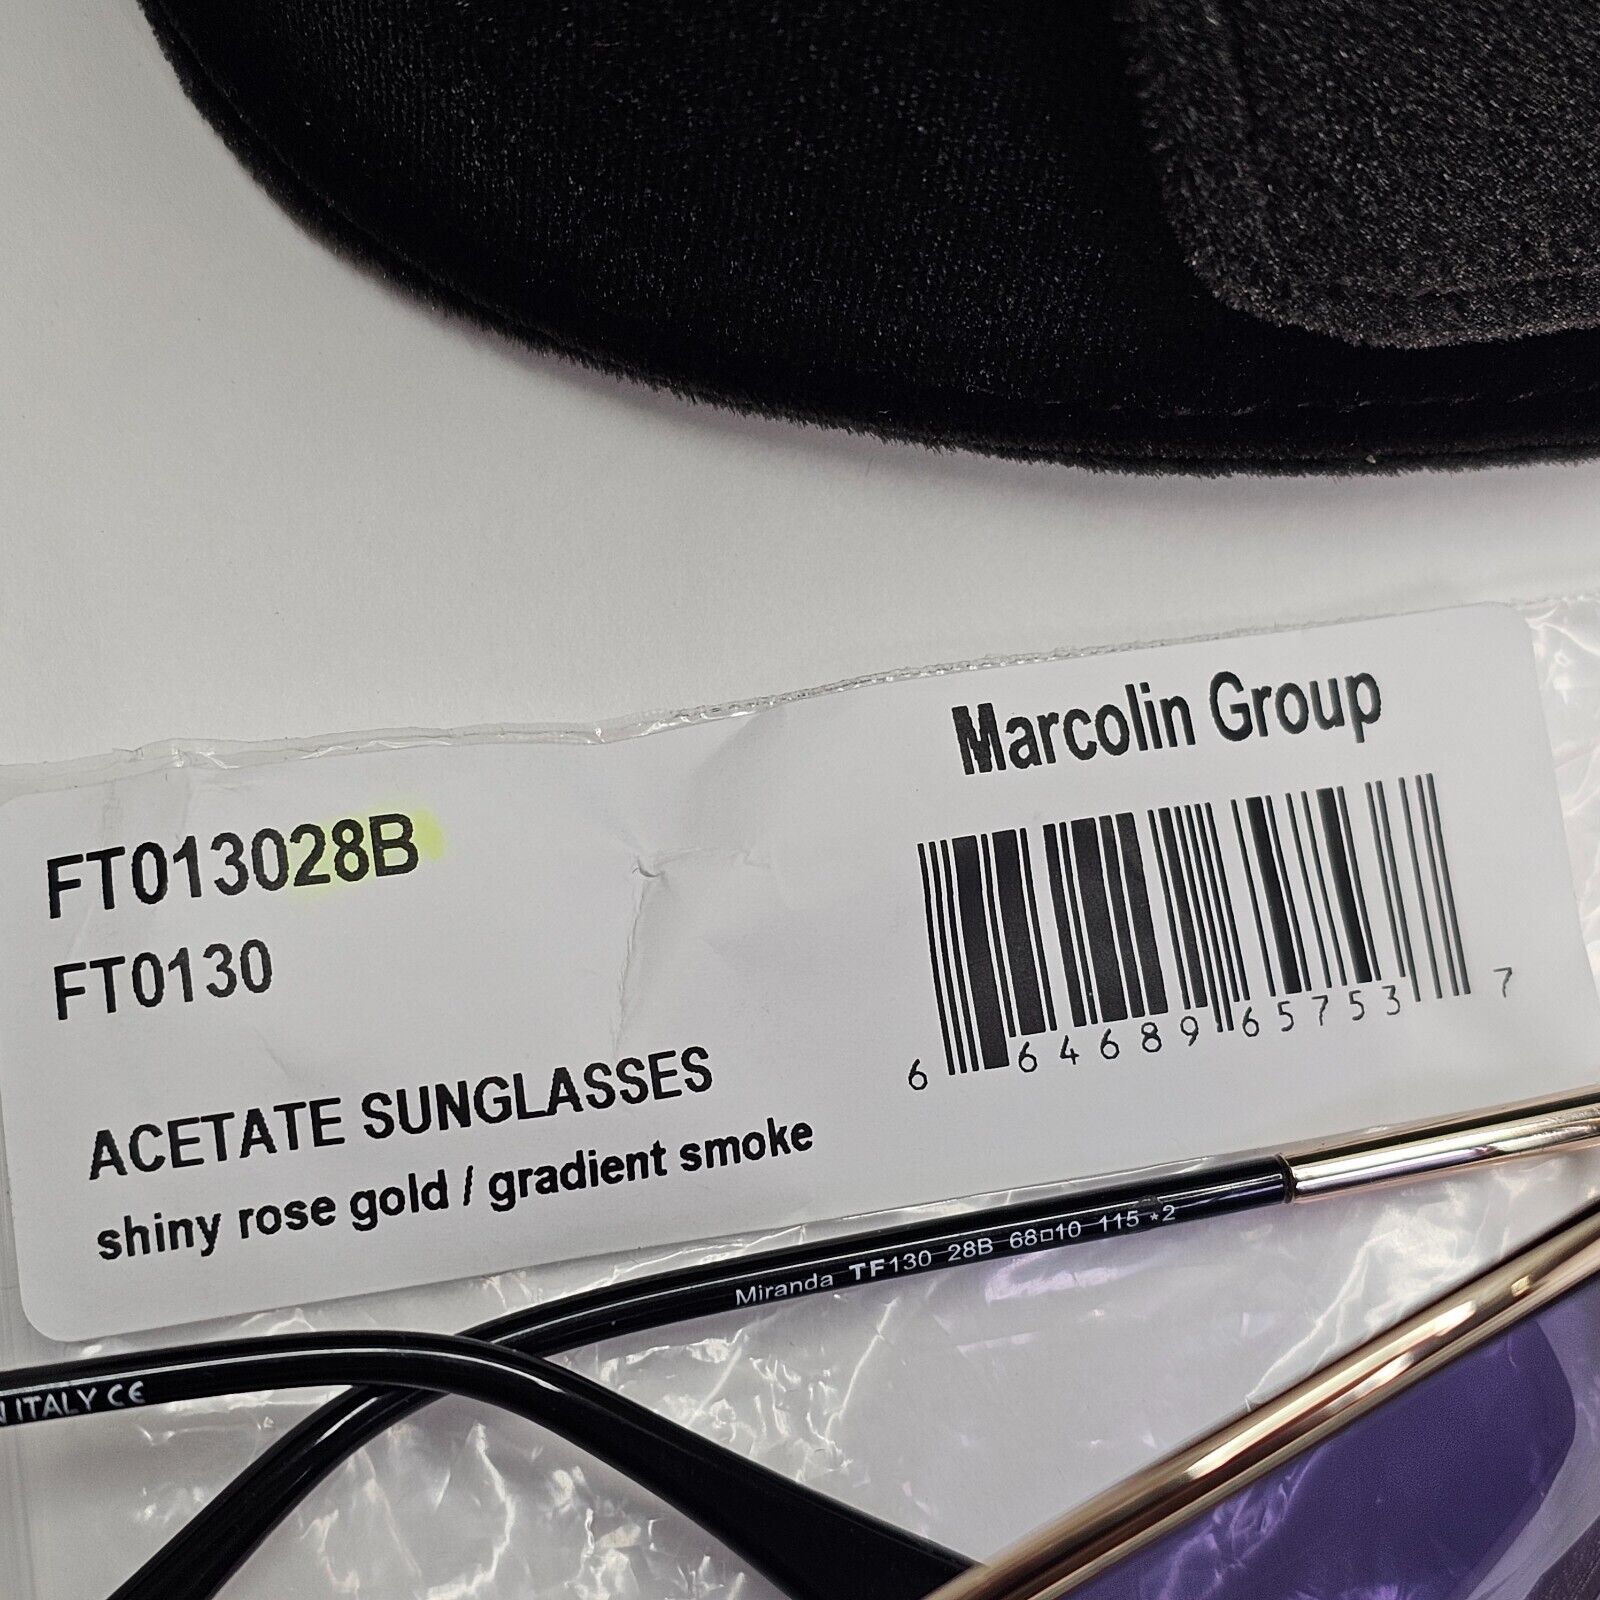 Marcolin Group
FT013028B
FT0130
6 64689 65753 7
ACETATE SUNGLASSES
shiny rose gold / gradient smoke
Miranda TF130 28B 68□10 115 *2
ITALY CE